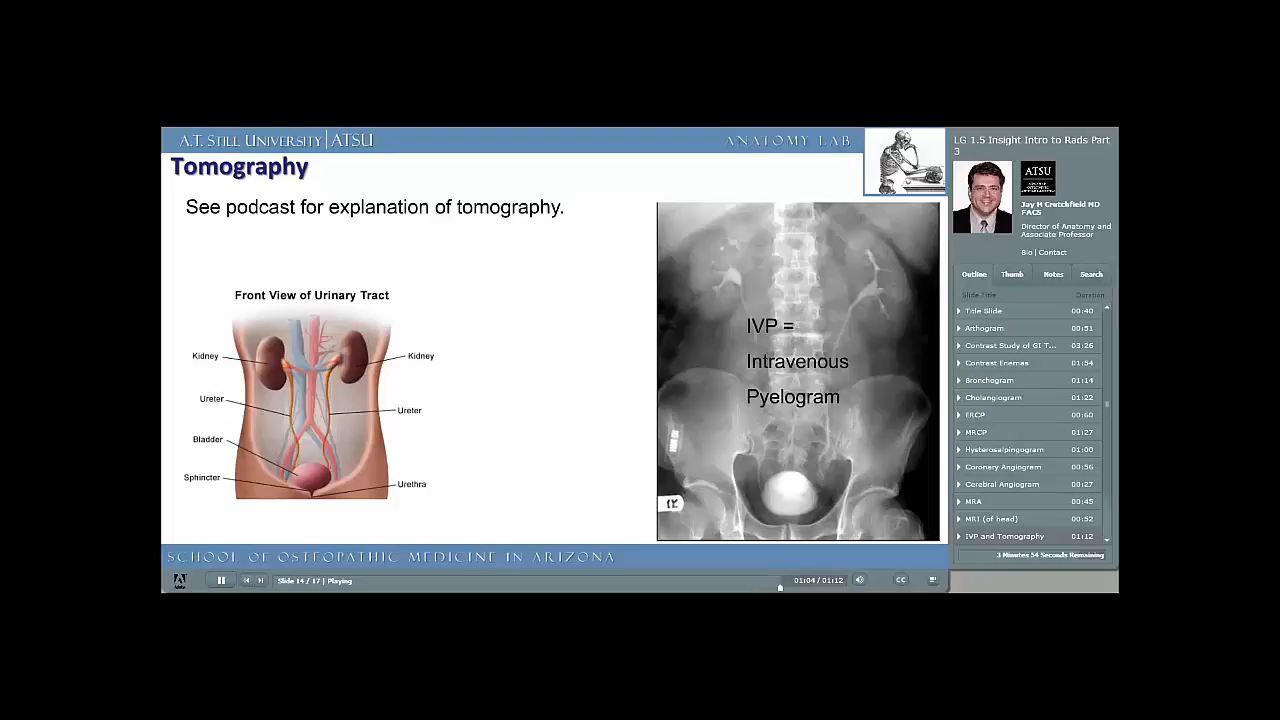 A.T. STILL UNIVERSITY | ATSU
ANATOMY LAB
Tomography
See podcast for explanation of tomography.
Front View of Urinary Tract
Kidney
Kidney
Ureter
Ureter
Bladder
Sphincter
Urethra
IVP =
Intravenous
Pyelogram
SCHOOL OF OSTEOPATHIC MEDICINE IN ARIZONA
Slide 14 / 17 | Playing
01:04 / 01:12
CC
LG 1.5 Insight Intro to Rads Part
3
ATSU
Jay M Crutchfield MD
FACS
Director of Anatomy and
Associate Professor
Bio | Contact
Outline Thumb Notes Search
Slide Title Duration
Title Slide 00:40
Arthogram 00:51
Contrast Study of GI T... 03:26
Contrast Enemas 01:54
Bronchogram 01:14
Cholangiogram 01:22
ERCP 00:60
MRCP 01:27
Hysterosalpingogram 01:00
Coronary Angiogram 00:56
Cerebral Angiogram 00:27
MRA 00:45
MRI (of head) 00:52
IVP and Tomography 01:12
3 Minutes 54 Seconds Remaining